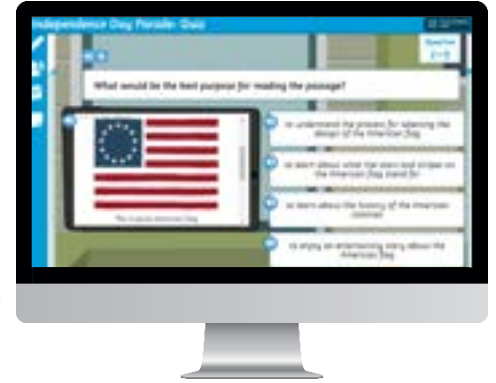 Independence Day Parade: Quiz
Question
What would be the best purpose for reading the passage?
to understand the process for selecting the
design of the American flag
to learn about what the stars and stripes on
the American flag stand for
to learn about the history of the American
colonies
to enjoy an entertaining story about the
American flag
American flag